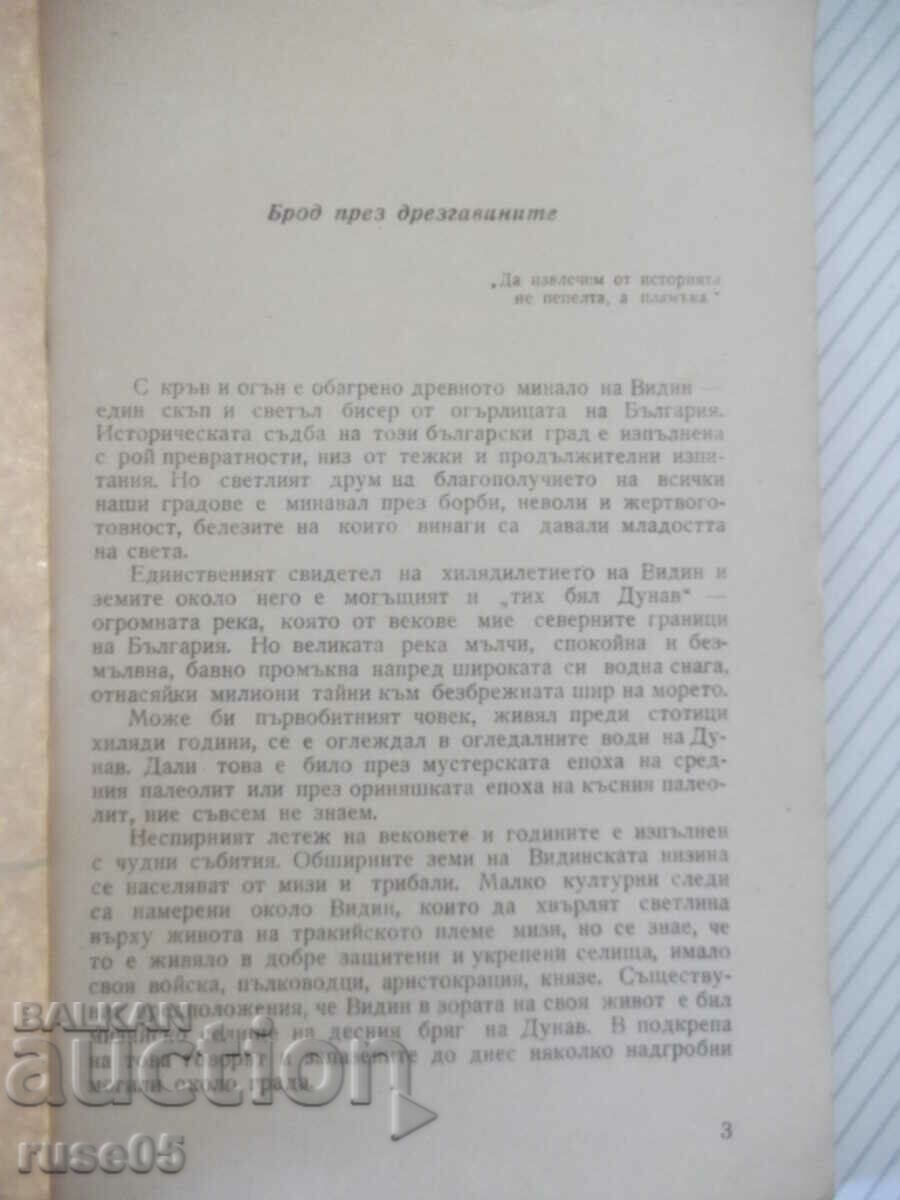 Брод през дрезгавините
„Да извлечем от историята
не пепелта, а пламъка“
С кръв и огън е обагрено древното минало на Видин —
един скъп и светъл бисер от огърлицата на България.
Историческата съдба на този български град е изпълнена
с рой превратности, низ от тежки и продължителни изпи-
тания. Но светлият друм на благополучието на всички
наши градове е минавал през борби, неволи и жертвого-
товност, белезите на които винаги са давали младостта
на света.
Единственият свидетел на хилядилетието на Видин и
земите около него е могъщият и „тих бял Дунав“ —
огромната река, която от векове мие северните граници
на България. Но великата река мълчи, спокойна и без-
мълвна, бавно промъква напред широката си водна снага,
отнасяйки милиони тайни към безбрежната шир на морето.
Може би първобитният човек, живял преди стотици
хиляди години, се е оглеждал в огледалните води на Ду-
нав. Дали това е било през мустерската епоха на сред-
ния палеолит или през ориняшката епоха на късния палео-
лит, ние съвсем не знаем.
Неспирният летеж на вековете и годините е изпълнен
с чудни събития. Обширните земи на Видинската низина
се населяват от мизи и трибали. Малко културни следи
са намерени около Видин, които да хвърлят светлина
върху живота на тракийското племе мизи, но се знае, че
то е живяло в добре защитени и укрепени селища, имало
своя войска, пълководци, аристокрация, князе. Съществу-
предположения, че Видин в зората на своя живот е бил
мизийско селище на десния бряг на Дунав. В подкрепа
на това говорят и запазените до днес няколко надгробни
могили около града.
3
BALKAN
auction
ruse05